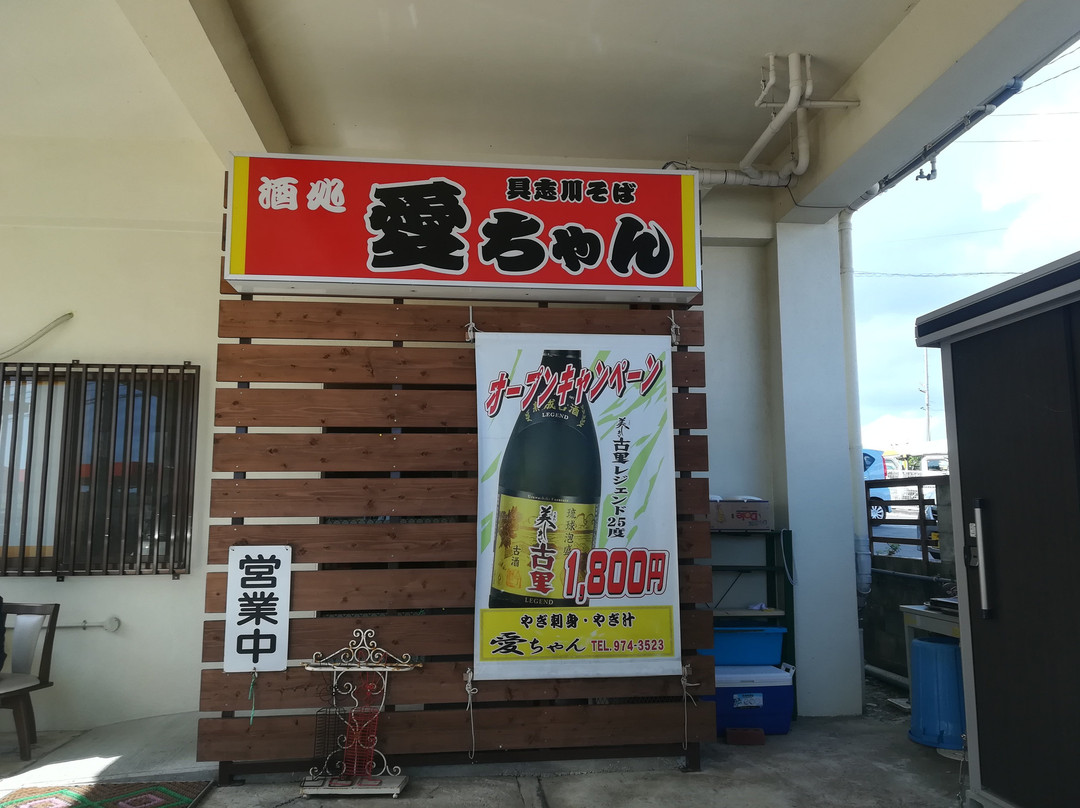 酒処
愛ちゃん
具志川そば
オープンキャンペーン
LEGEND
美しき古里レジェンド25度
琉球泡盛
美しき古里
古酒
LEGEND
1,800円
やぎ刺身・やぎ汁
愛ちゃん TEL.974-3523
営業中